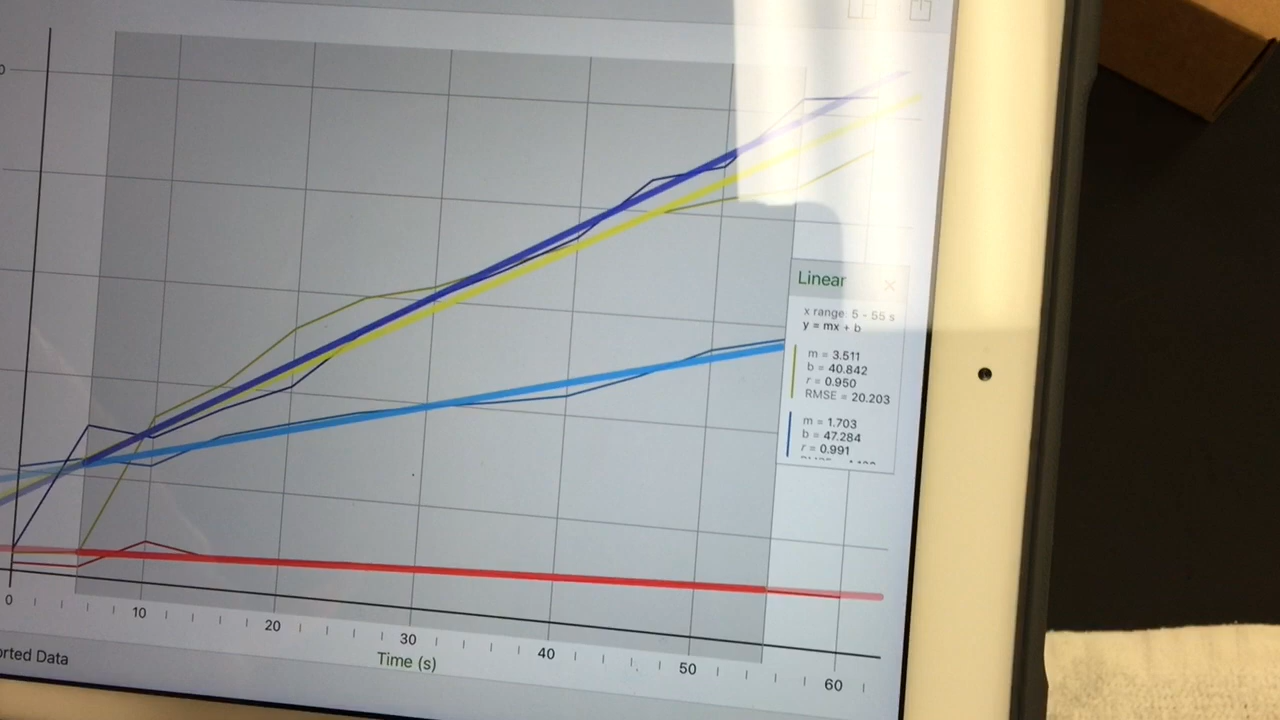 0
Linear
x range: 5 - 55 s
y = mx + b
m = 3.511
b = 40.842
r = 0.950
RMSE = 20.203
m = 1.703
b = 47.284
r = 0.991
0
10
20
30
40
50
60
Time (s)
orted Data